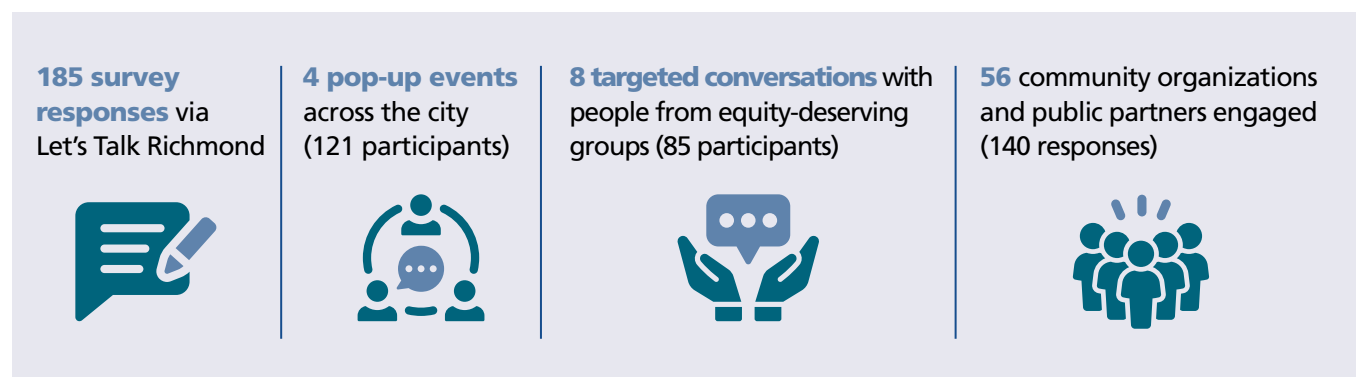 185 survey
responses via
Let's Talk Richmond
4 pop-up events
across the city
(121 participants)
8 targeted conversations with
people from equity-deserving
groups (85 participants)
56 community organizations
and public partners engaged
(140 responses)